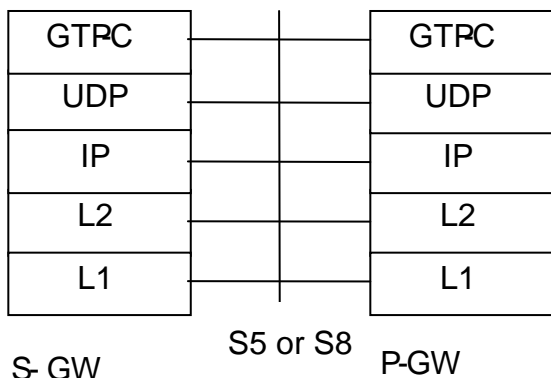 GTP-C GTP-C
UDP UDP
IP IP
L2 L2
L1 L1
S5 or S8
S- GW P-GW